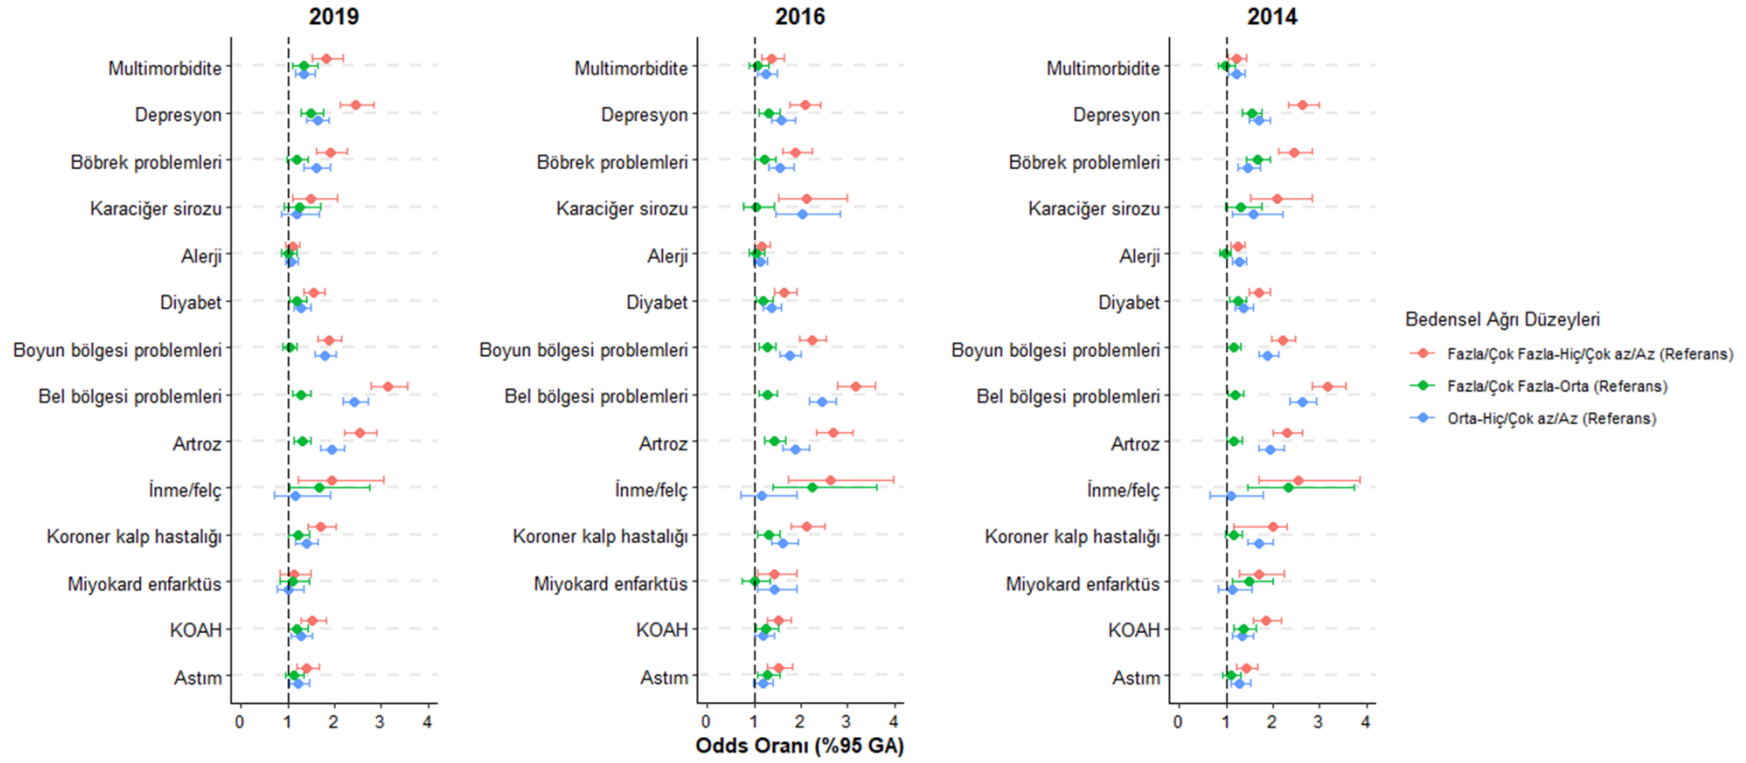 2019
Multimorbidite
Depresyon
Böbrek problemleri
Karaciğer sirozu
Alerji
Diyabet
Boyun bölgesi problemleri
Bel bölgesi problemleri
Artroz
İnme/felç
Koroner kalp hastalığı
Miyokard enfarktüs
KOAH
Astım
0 1 2 3 4
2016
Multimorbidite
Depresyon
Böbrek problemleri
Karaciğer sirozu
Alerji
Diyabet
Boyun bölgesi problemleri
Bel bölgesi problemleri
Artroz
İnme/felç
Koroner kalp hastalığı
Miyokard enfarktüs
KOAH
Astım
0 1 2 3 4
Odds Oranı (%95 GA)
2014
Multimorbidite
Depresyon
Böbrek problemleri
Karaciğer sirozu
Alerji
Diyabet
Boyun bölgesi problemleri
Bel bölgesi problemleri
Artroz
İnme/felç
Koroner kalp hastalığı
Miyokard enfarktüs
KOAH
Astım
0 1 2 3 4
Bedensel Ağrı Düzeyleri
Fazla/Çok Fazla-Hiç/Çok az/Az (Referans)
Fazla/Çok Fazla-Orta (Referans)
Orta-Hiç/Çok az/Az (Referans)